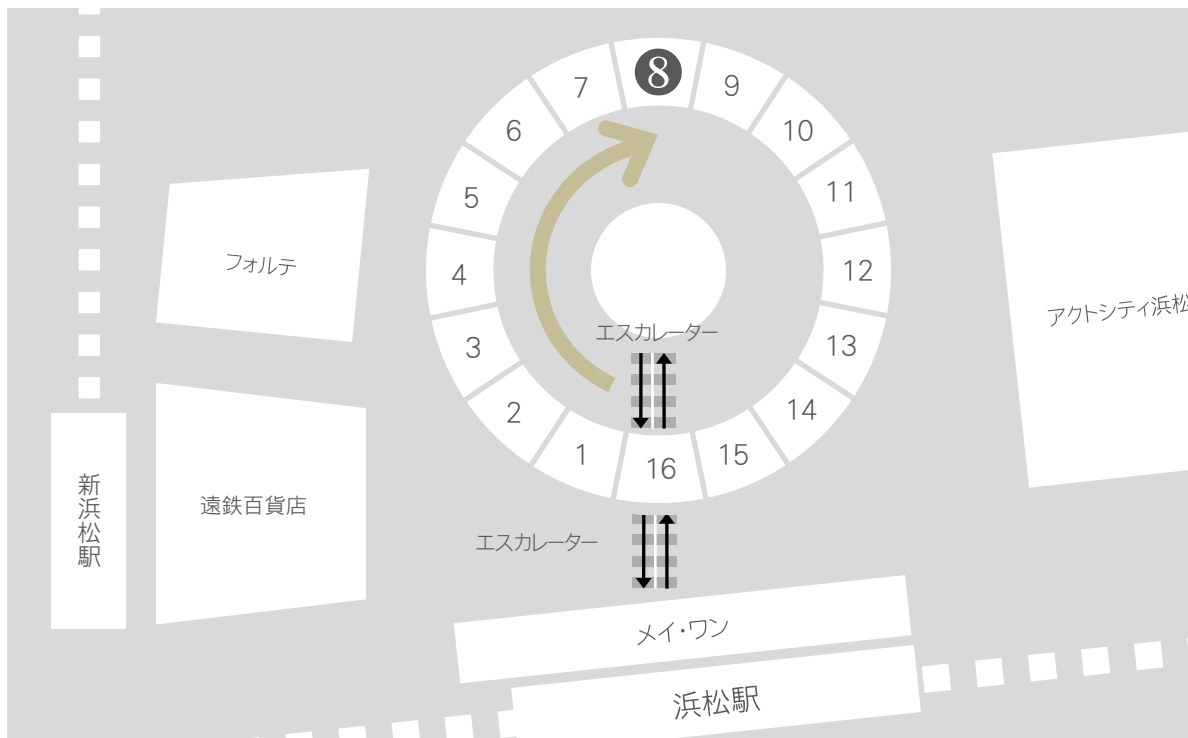 8
7
9
6
10
5
11
フォルテ
4
12
アクトシティ浜松
エスカレーター
3
13
2
14
1
16
15
新浜松駅
遠鉄百貨店
エスカレーター
メイ・ワン
浜松駅